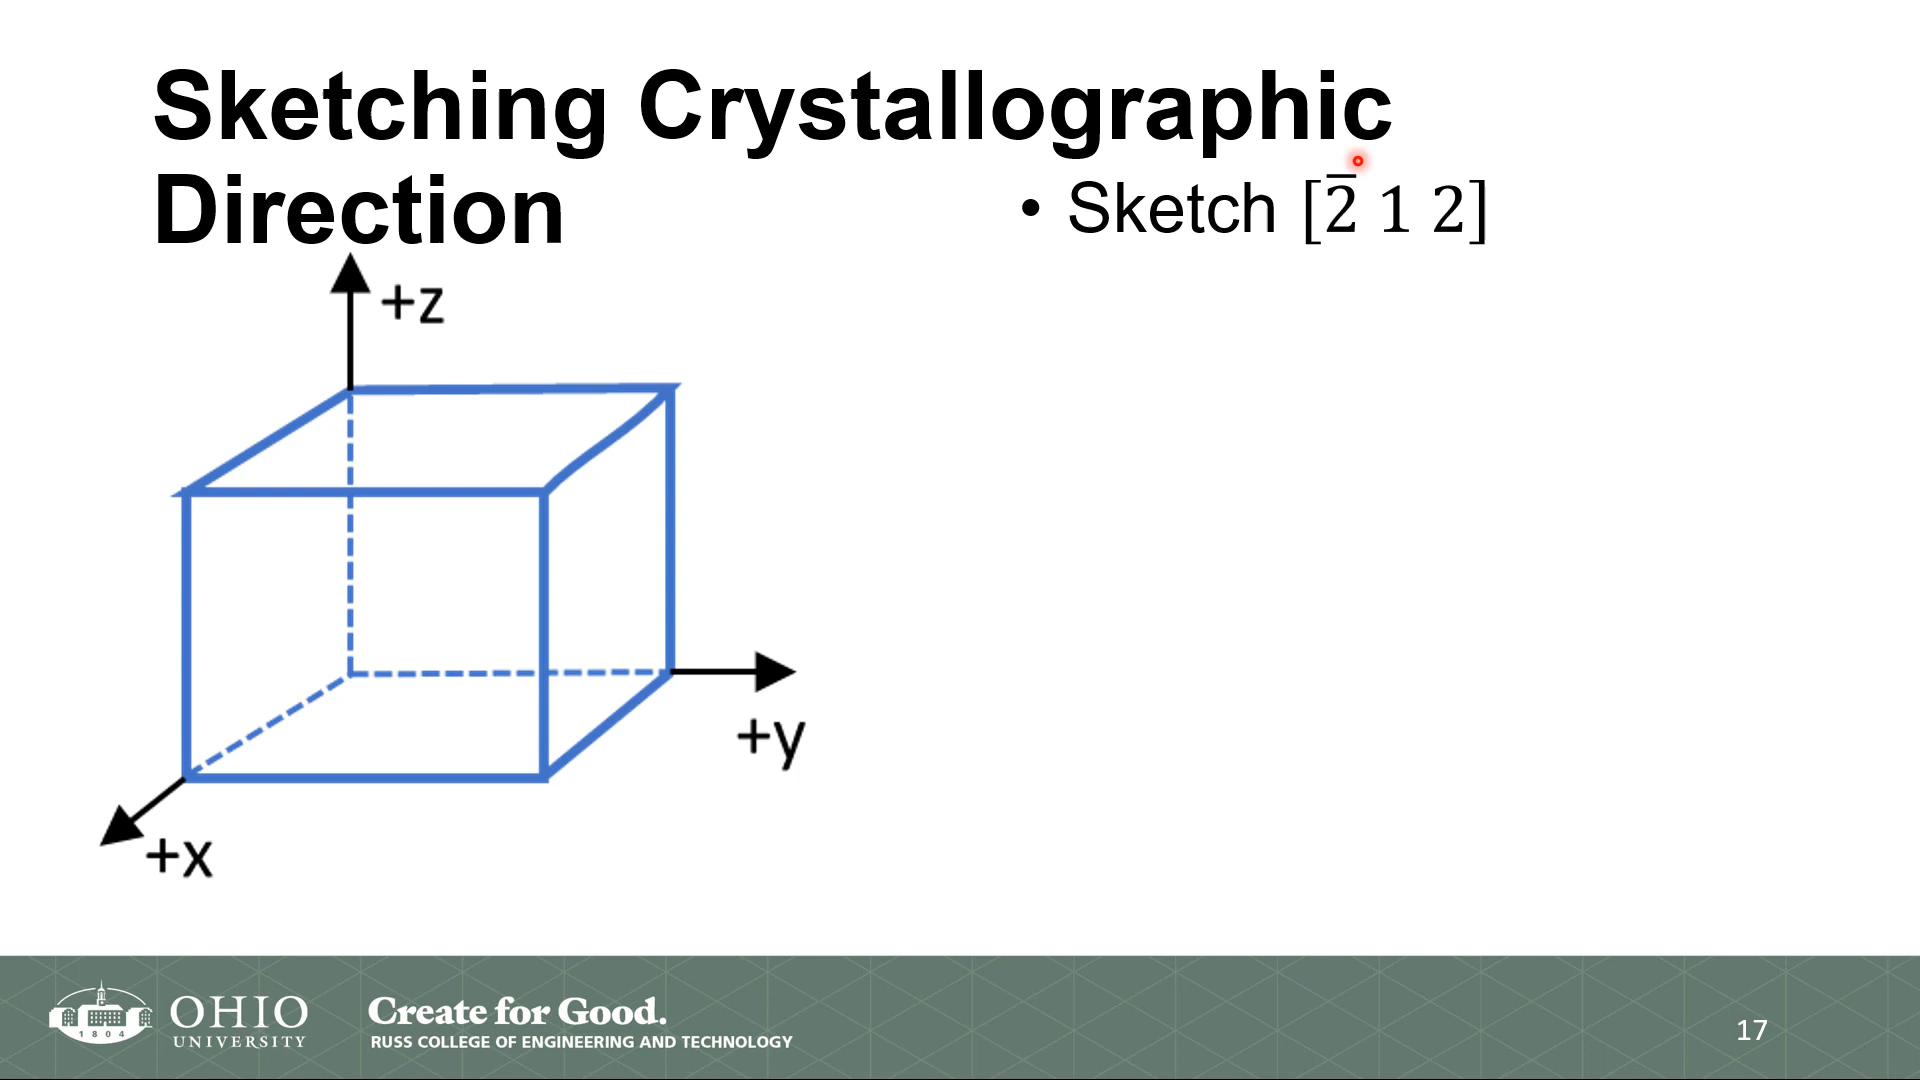 Sketching Crystallographic
Direction
• Sketch [2̅ 1 2]
+z
+y
+x
1804
OHIO
UNIVERSITY
Create for Good.
RUSS COLLEGE OF ENGINEERING AND TECHNOLOGY
17